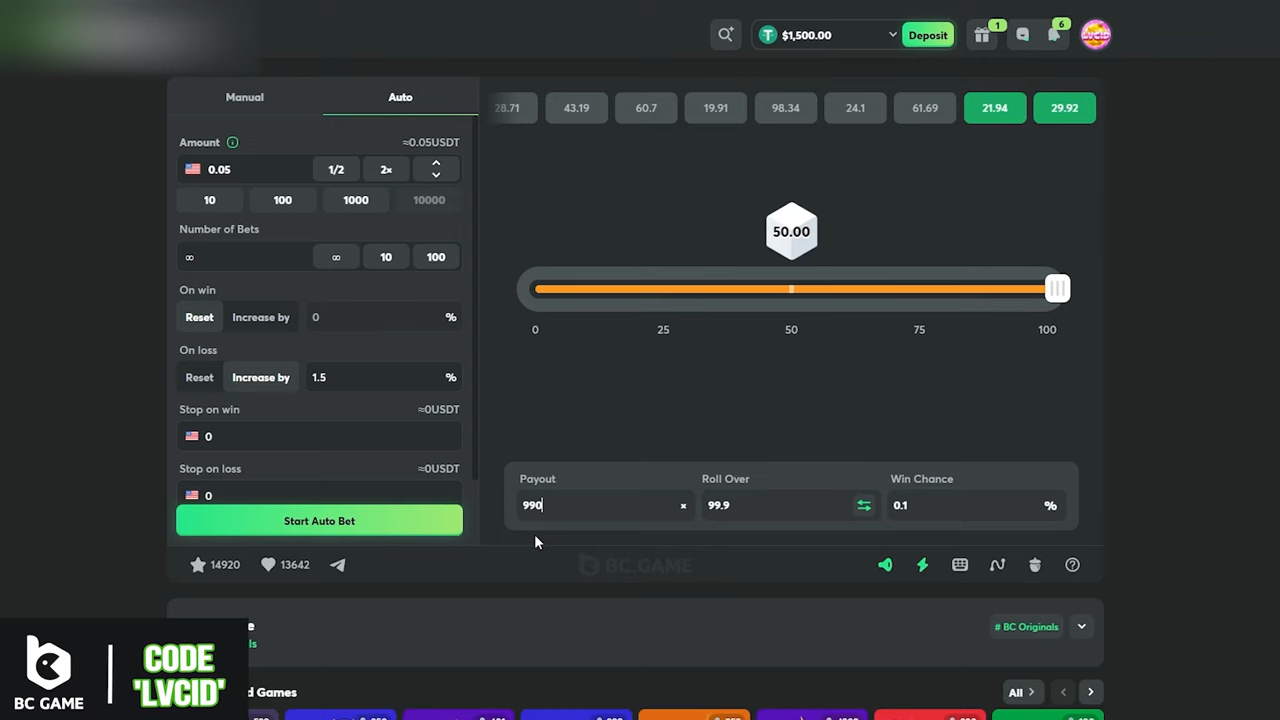 $1,500.00
Deposit
1
6
LVCID
Manual
Auto
28.71
43.19
60.7
19.91
98.34
24.1
61.69
21.94
29.92
Amount
≈0.05USDT
0.05
1/2
2x
10
100
1000
10000
Number of Bets
∞
∞
10
100
On win
Reset
Increase by
0
%
On loss
Reset
Increase by
1.5
%
Stop on win
≈0USDT
0
Stop on loss
≈0USDT
0
Start Auto Bet
50.00
0
25
50
75
100
Payout
990
x
Roll Over
99.9
Win Chance
0.1
%
14920
13642
BC.GAME
# BC Originals
All
d Games
BC GAME
CODE
'LVCID'